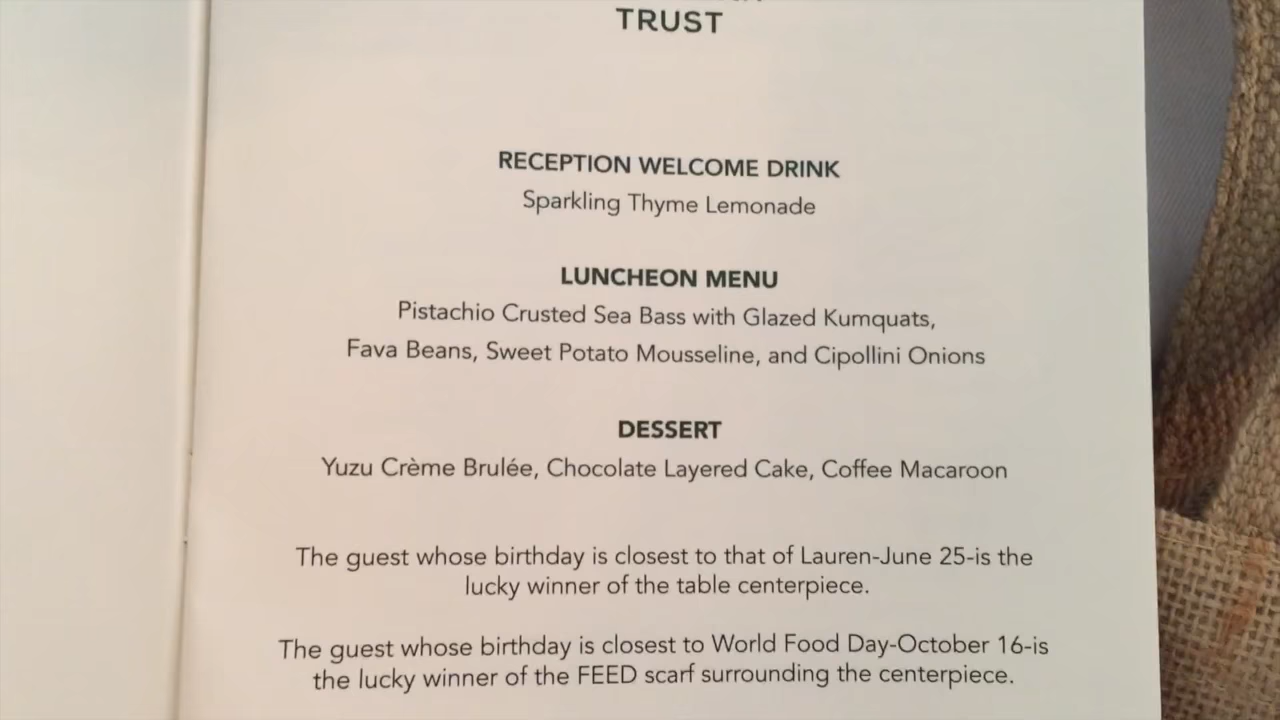 TRUST
RECEPTION WELCOME DRINK
Sparkling Thyme Lemonade
LUNCHEON MENU
Pistachio Crusted Sea Bass with Glazed Kumquats,
Fava Beans, Sweet Potato Mousseline, and Cipollini Onions
DESSERT
Yuzu Crème Brulée, Chocolate Layered Cake, Coffee Macaroon
The guest whose birthday is closest to that of Lauren-June 25-is the
lucky winner of the table centerpiece.
The guest whose birthday is closest to World Food Day-October 16-is
the lucky winner of the FEED scarf surrounding the centerpiece.